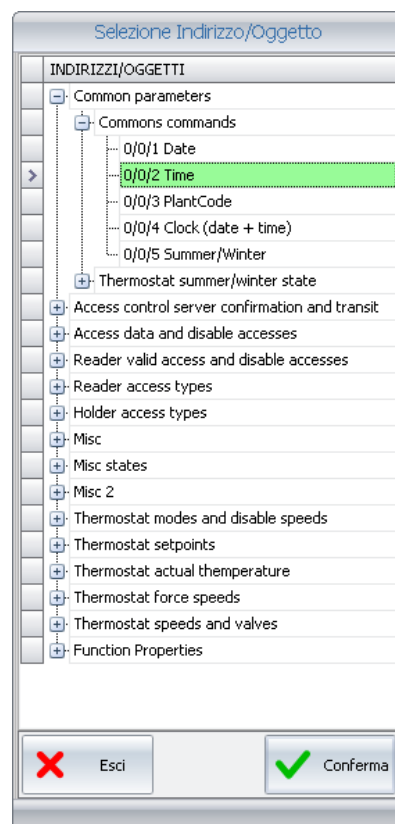 Selezione Indirizzo/Oggetto
INDIRIZZI/OGGETTI
Common parameters
Commons commands
0/0/1 Date
0/0/2 Time
0/0/3 PlantCode
0/0/4 Clock (date + time)
0/0/5 Summer/Winter
Thermostat summer/winter state
Access control server confirmation and transit
Access data and disable accesses
Reader valid access and disable accesses
Reader access types
Holder access types
Misc
Misc states
Misc 2
Thermostat modes and disable speeds
Thermostat setpoints
Thermostat actual themperature
Thermostat force speeds
Thermostat speeds and valves
Function Properties
Esci
Conferma